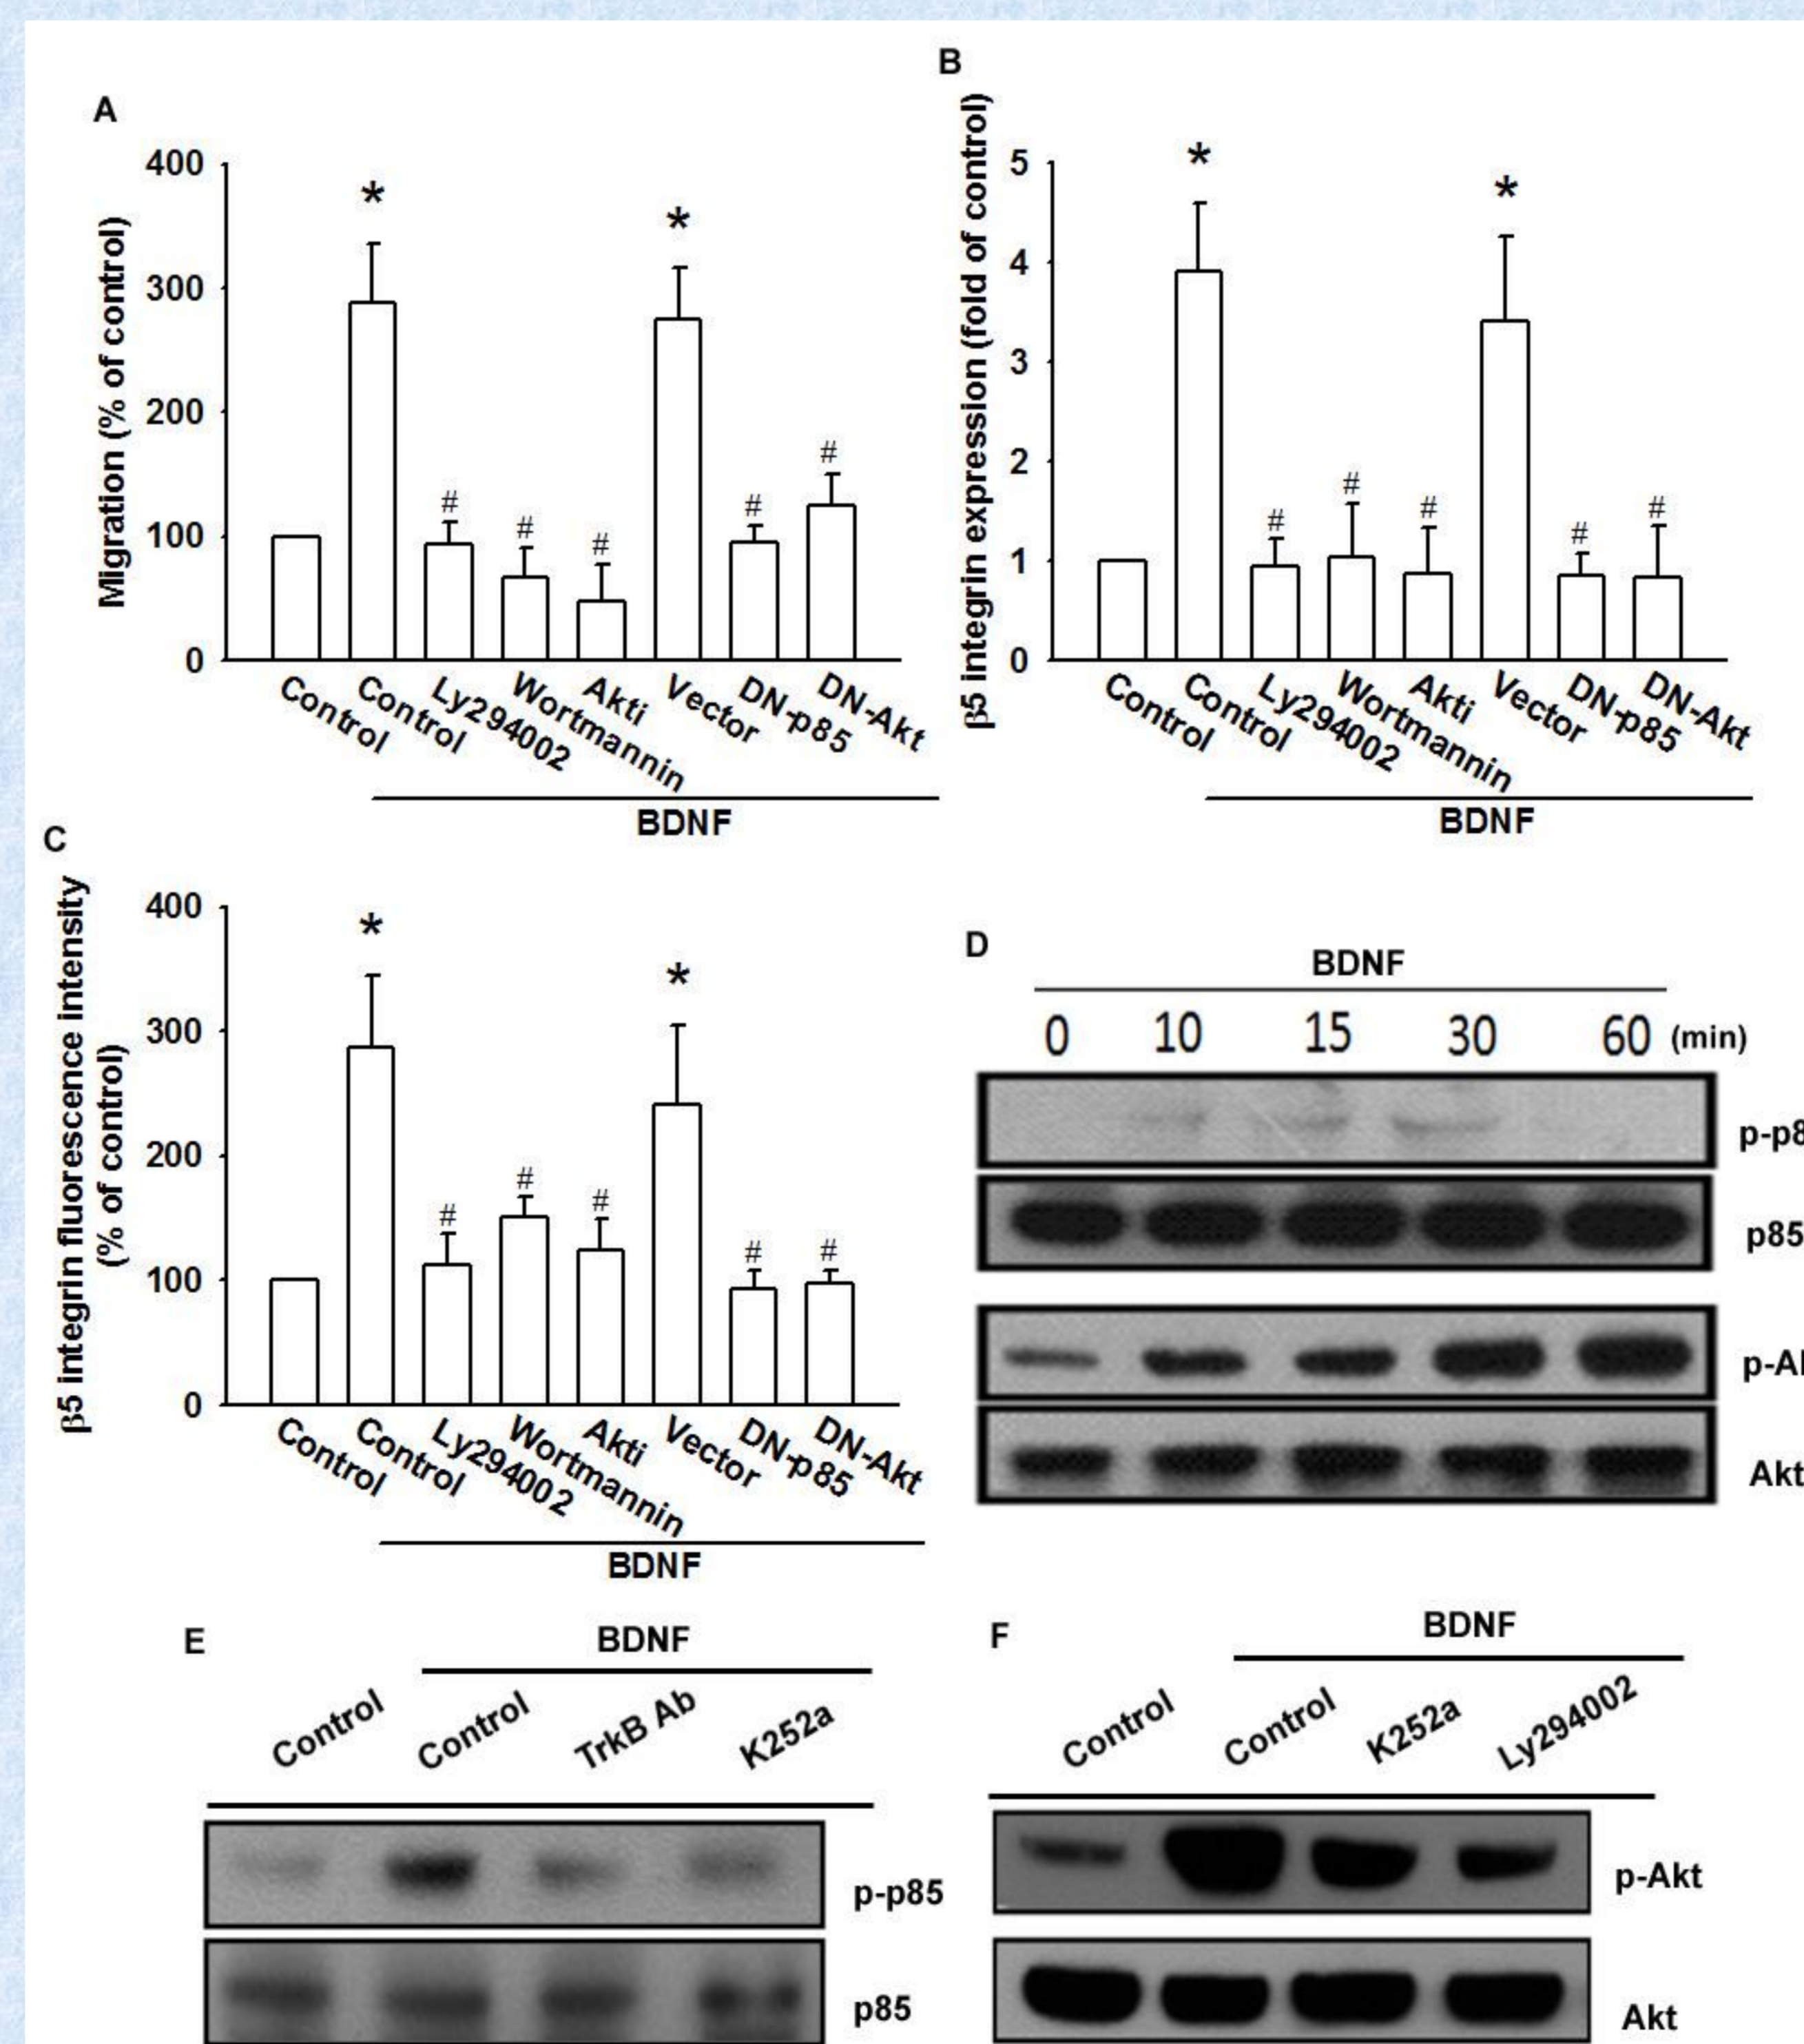 A
Migration (% of control)
400
300
200
100
0
*
#
#
#
*
#
#
Control
Control
Ly294002
Wortmannin
Akti
Vector
DN-p85
DN-Akt
BDNF
B
β5 integrin expression (fold of control)
5
4
3
2
1
0
*
#
#
#
*
#
#
Control
Control
Ly294002
Wortmannin
Akti
Vector
DN-p85
DN-Akt
BDNF
C
β5 integrin fluorescence intensity
(% of control)
400
300
200
100
0
*
#
#
#
*
#
#
Control
Control
Ly294002
Wortmannin
Akti
Vector
DN-p85
DN-Akt
BDNF
D
BDNF
0 10 15 30 60 (min)
p85
Akt
E
BDNF
Control Control TrkB Ab K252a
p-p85
p85
F
BDNF
Control Control K252a Ly294002
p-Akt
Akt